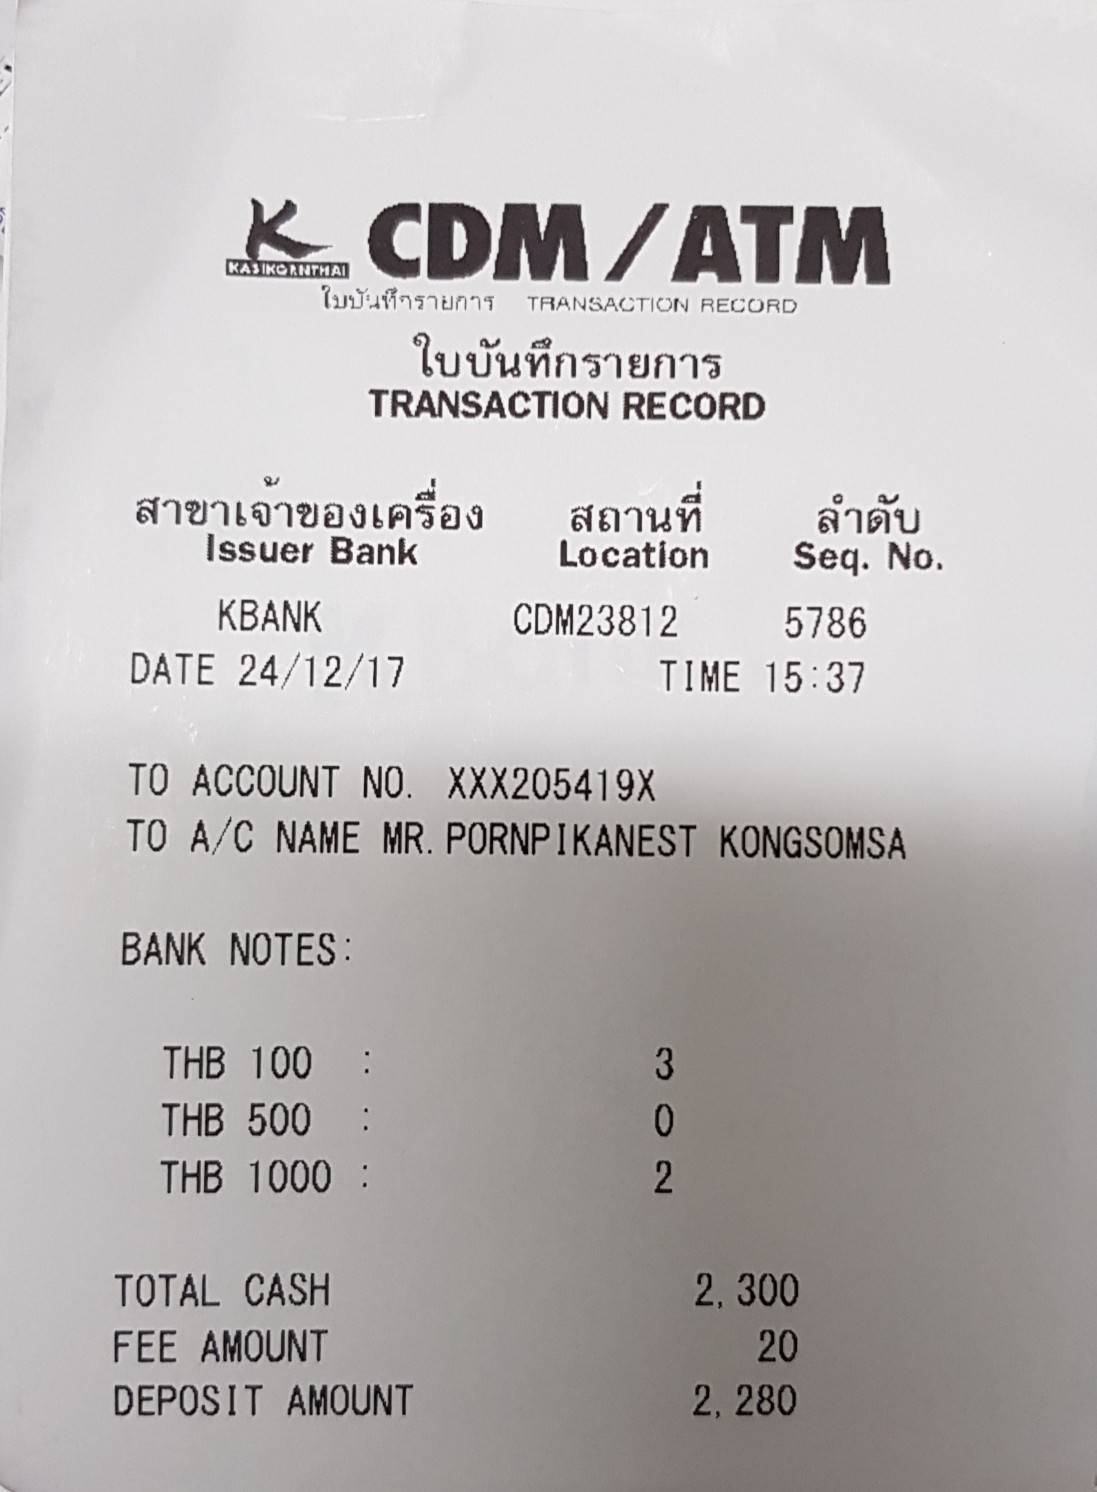 K CDM/ATM
KASIKORNTHAI
ใบบันทึกรายการ TRANSACTION RECORD
ใบบันทึกรายการ
TRANSACTION RECORD
สาขาเจ้าของเครื่อง สถานที่ ลำดับ
Issuer Bank Location Seq. No.
KBANK CDM23812 5786
DATE 24/12/17 TIME 15:37
TO ACCOUNT NO. XXX205419X
TO A/C NAME MR. PORNPIKANEST KONGSOMSA
BANK NOTES:
THB 100 : 3
THB 500 : 0
THB 1000 : 2
TOTAL CASH 2,300
FEE AMOUNT 20
DEPOSIT AMOUNT 2,280